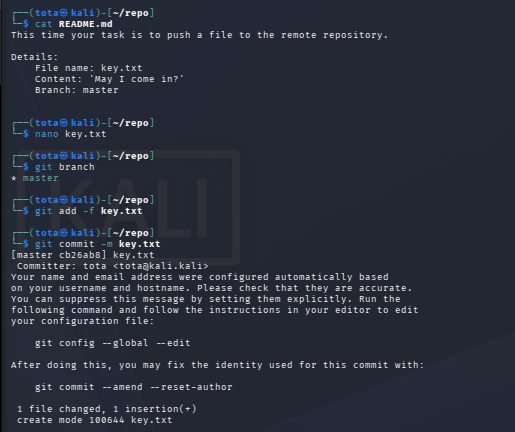 ┌──(tota㉿kali)-[~/repo]
└─$ cat README.md
This time your task is to push a file to the remote repository.

Details:
    File name: key.txt
    Content: 'May I come in?'
    Branch: master

┌──(tota㉿kali)-[~/repo]
└─$ nano key.txt

┌──(tota㉿kali)-[~/repo]
└─$ git branch
* master

┌──(tota㉿kali)-[~/repo]
└─$ git add -f key.txt

┌──(tota㉿kali)-[~/repo]
└─$ git commit -m key.txt
[master cb26ab8] key.txt
 Committer: tota <tota@kali.kali>
Your name and email address were configured automatically based
on your username and hostname. Please check that they are accurate.
You can suppress this message by setting them explicitly. Run the
following command and follow the instructions in your editor to edit
your configuration file:

    git config --global --edit

After doing this, you may fix the identity used for this commit with:

    git commit --amend --reset-author

 1 file changed, 1 insertion(+)
 create mode 100644 key.txt
KALI